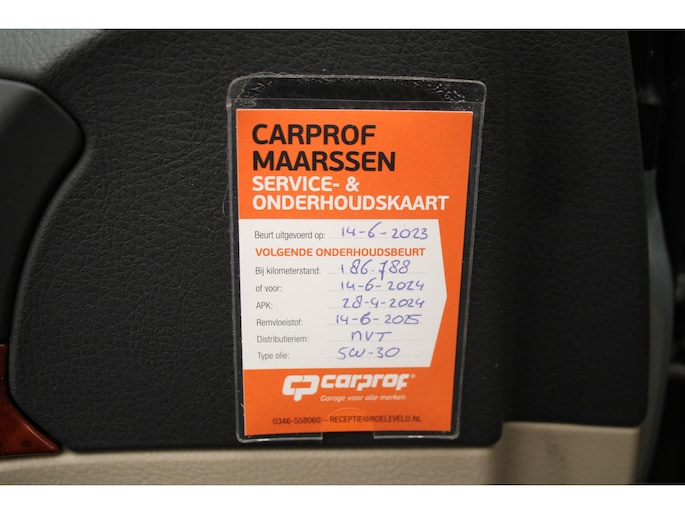 CARPROF
MAARSSEN
SERVICE- &
ONDERHOUDSKAART
Beurt uitgevoerd op: 14-6-2023
VOLGENDE ONDERHOUDSBEURT
Bij kilometerstand: 186.788
of voor: 14-6-2024
APK: 28-4-2024
Remvloeistof: 14-6-2025
Distributieriem: NVT
Type olie: 5W-30
CP carprof®
Garage voor alle merken
0346-558060 – RECEPTIE@ROELEVELD.NL